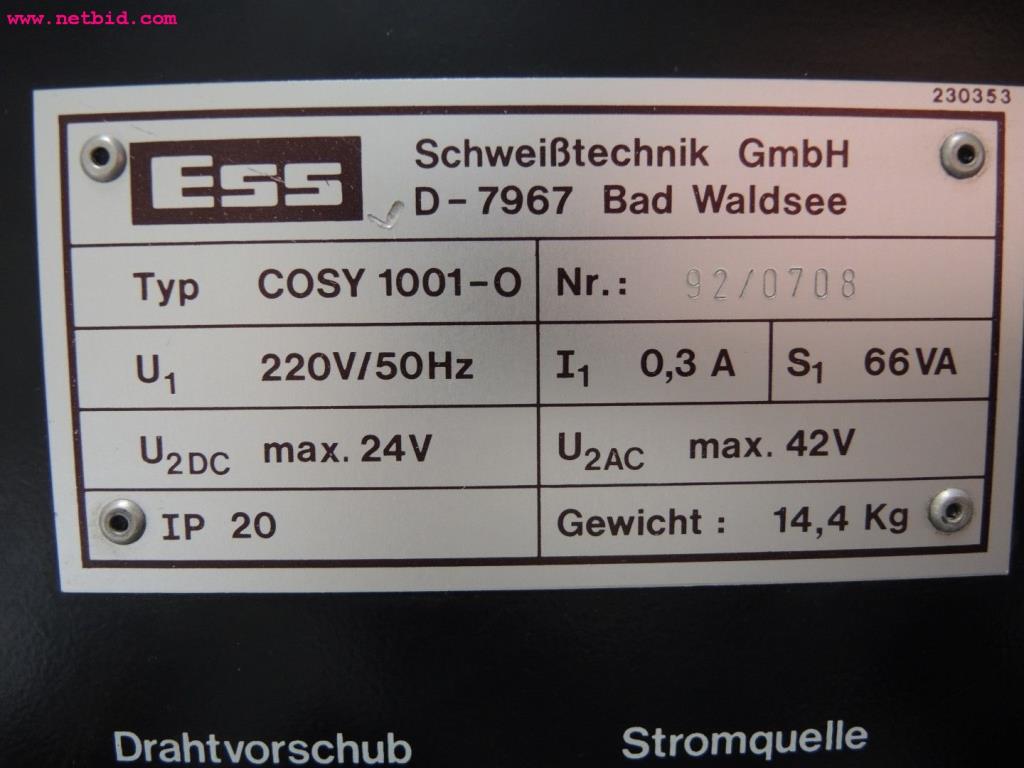 www.netbid.com
230353
Ess
Schweißtechnik GmbH
D-7967 Bad Waldsee
Typ COSY 1001-O Nr.: 92/0708
U1 220V/50Hz I1 0,3 A S1 66VA
U2DC max. 24V U2AC max. 42V
IP 20 Gewicht : 14,4 Kg
Drahtvorschub Stromquelle